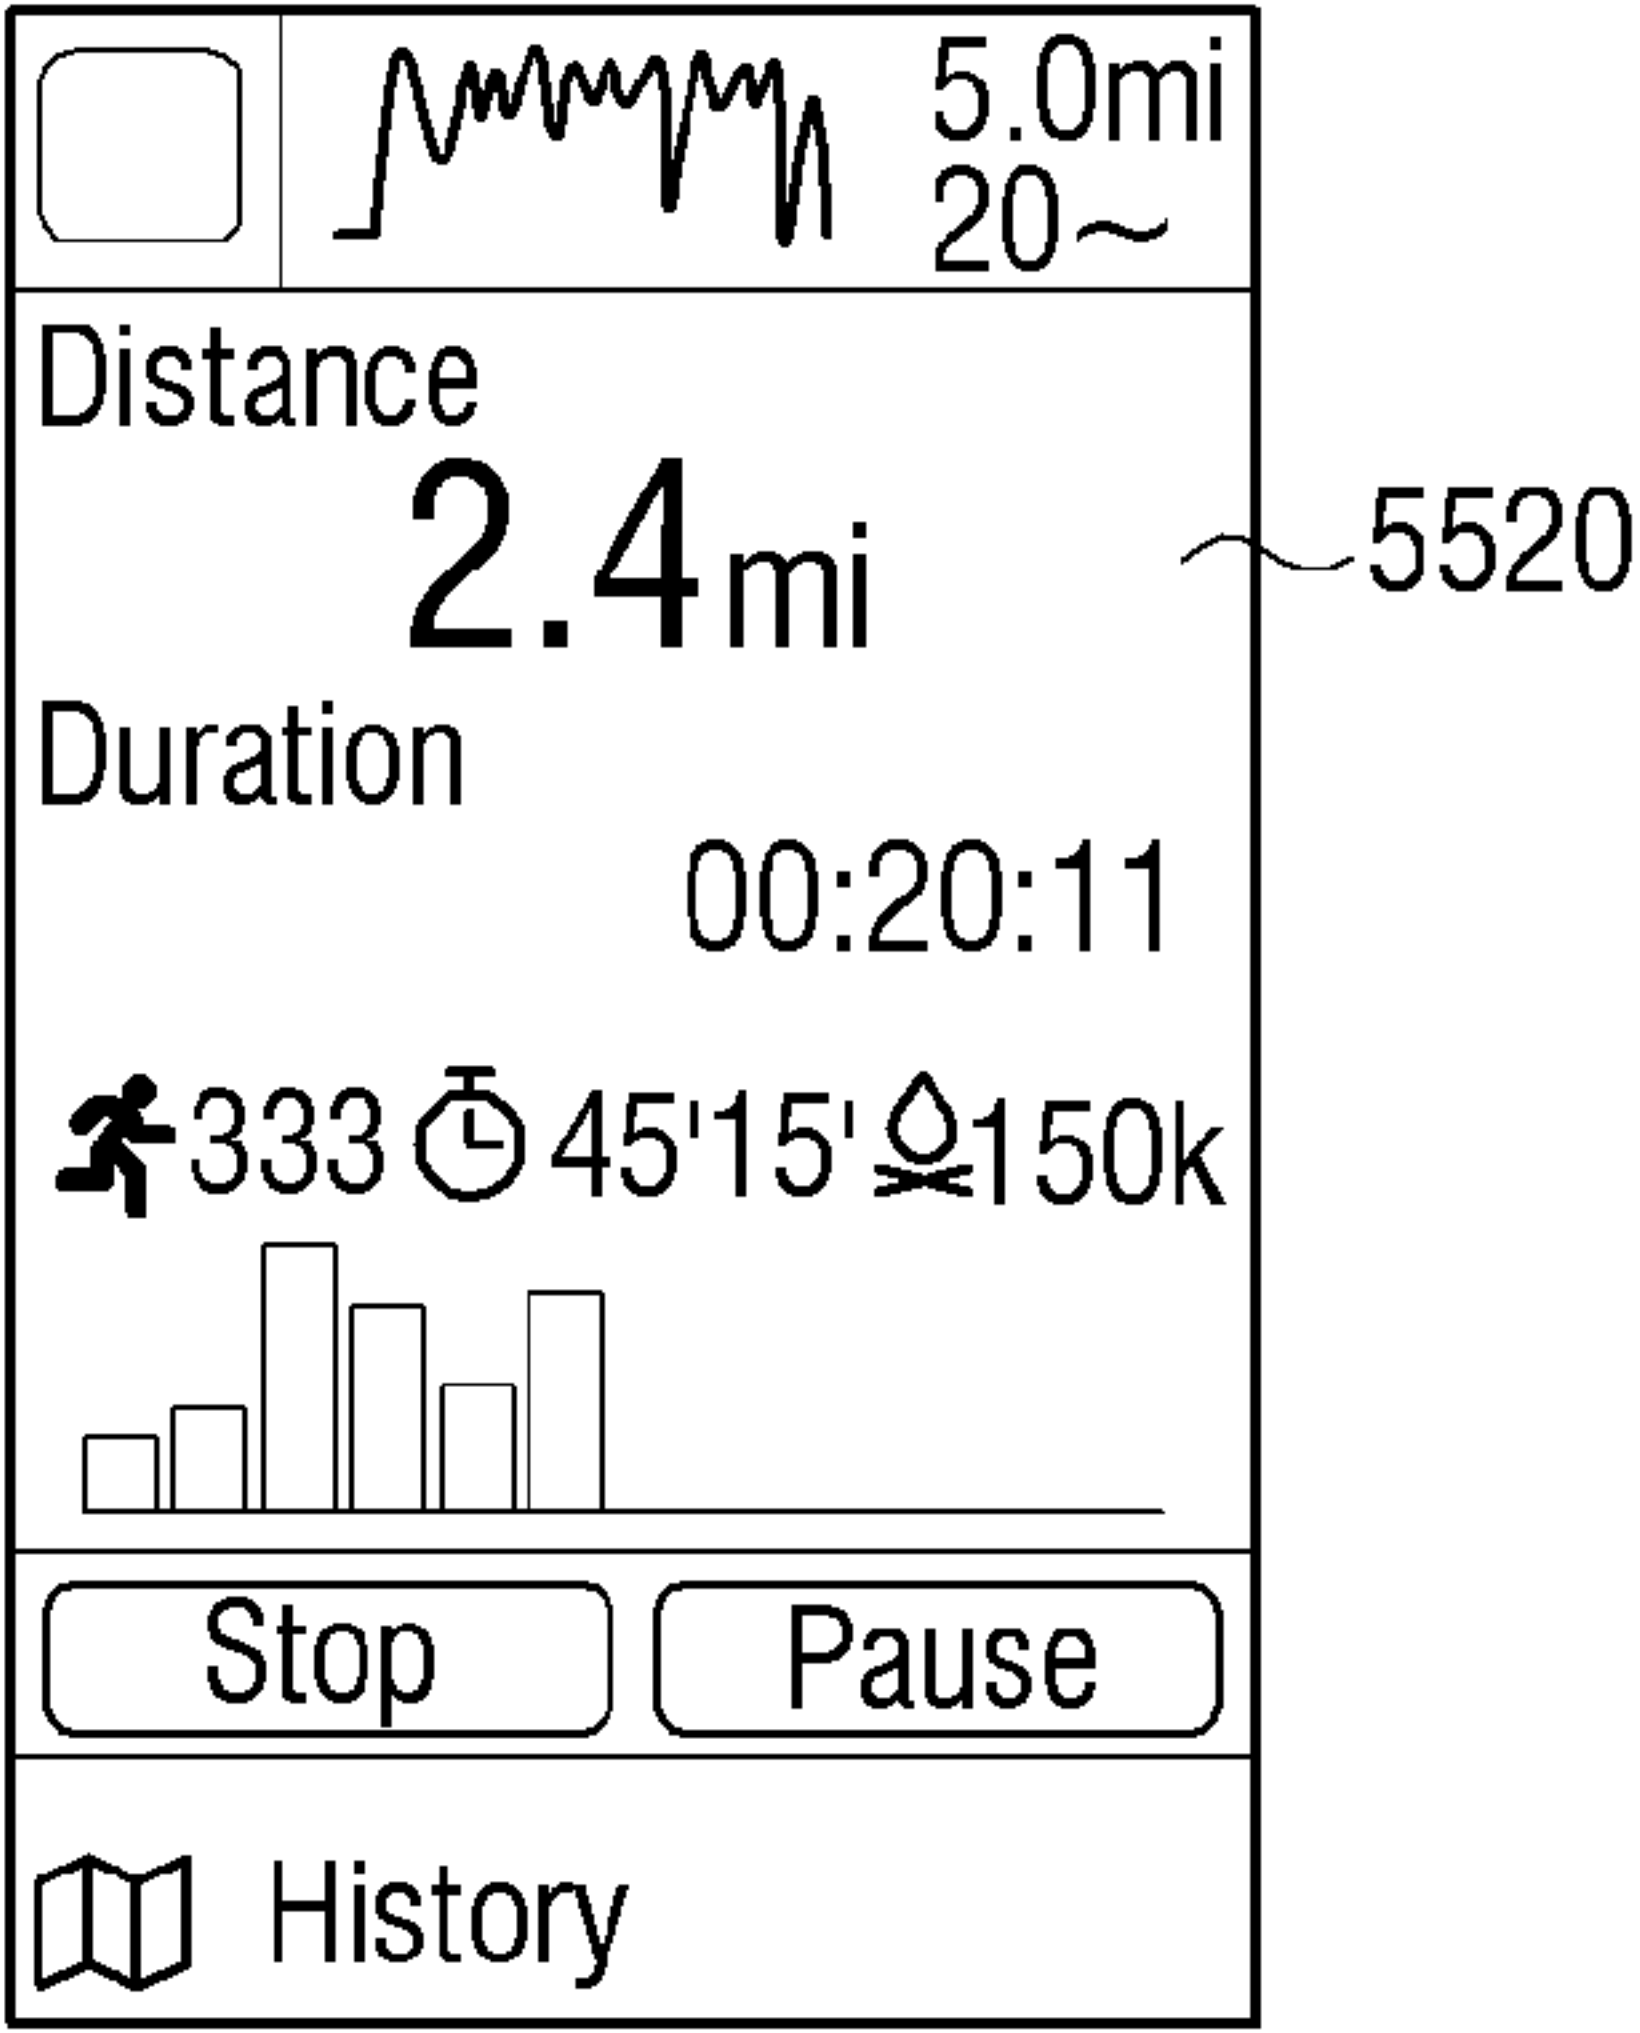 5.0mi
20~
Distance
2.4mi
5520
Duration
00:20:11
333 45'15' 150k
Stop Pause
History